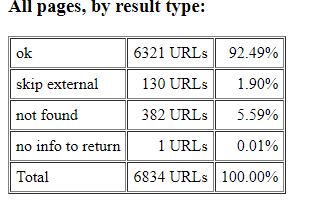 All pages, by result type:
ok 6321 URLs 92.49%
skip external 130 URLs 1.90%
not found 382 URLs 5.59%
no info to return 1 URLs 0.01%
Total 6834 URLs 100.00%